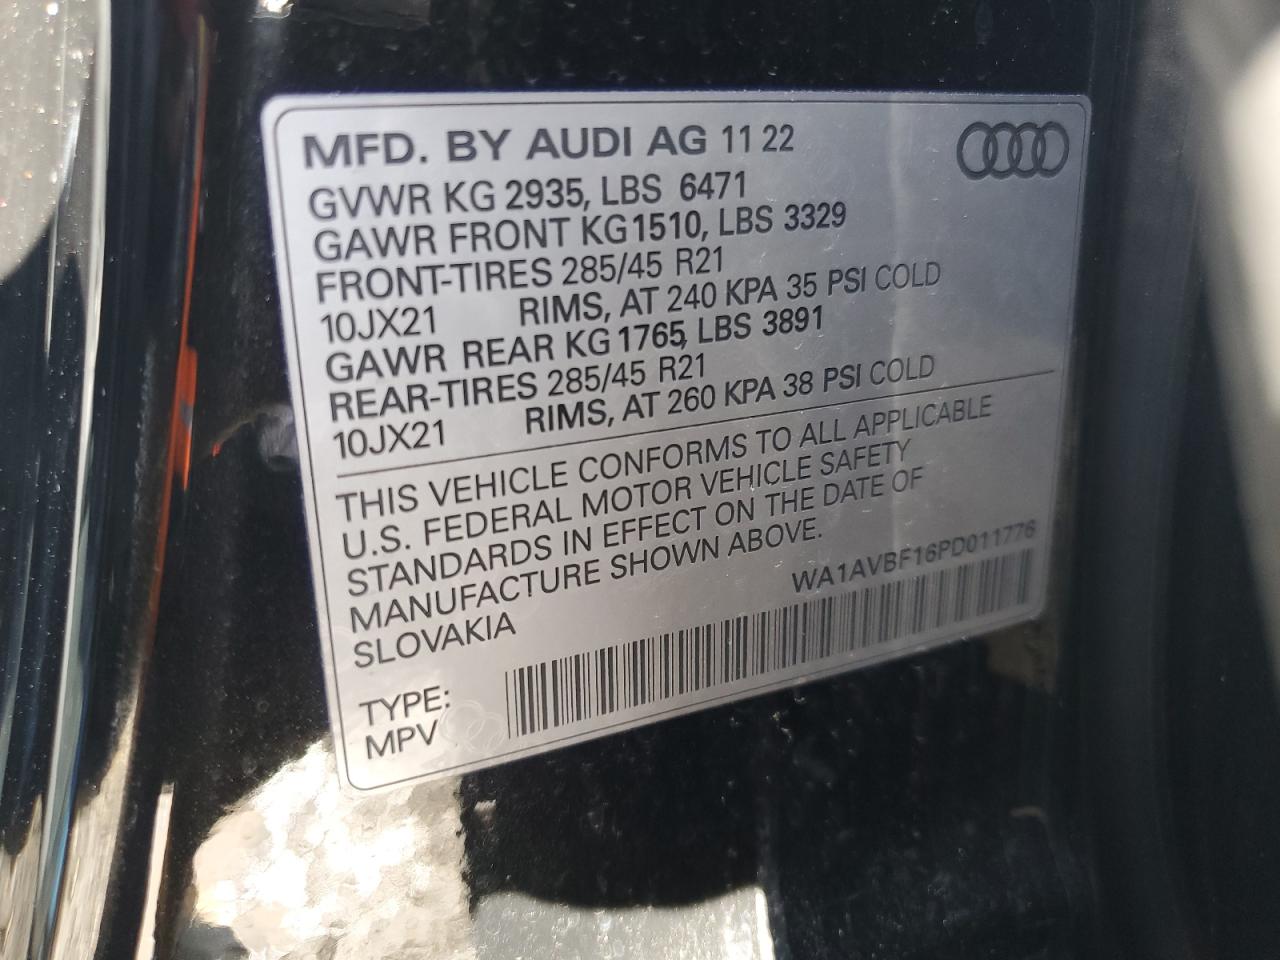 MFD. BY AUDI AG 11 22
GVWR KG 2935, LBS 6471
GAWR FRONT KG1510, LBS 3329
FRONT-TIRES 285/45 R21
10JX21 RIMS, AT 240 KPA 35 PSI COLD
GAWR REAR KG 1765, LBS 3891
REAR-TIRES 285/45 R21
10JX21 RIMS, AT 260 KPA 38 PSI COLD
THIS VEHICLE CONFORMS TO ALL APPLICABLE
U.S. FEDERAL MOTOR VEHICLE SAFETY
STANDARDS IN EFFECT ON THE DATE OF
MANUFACTURE SHOWN ABOVE.
SLOVAKIA
WA1AVBF16PD011776
TYPE:
MPV